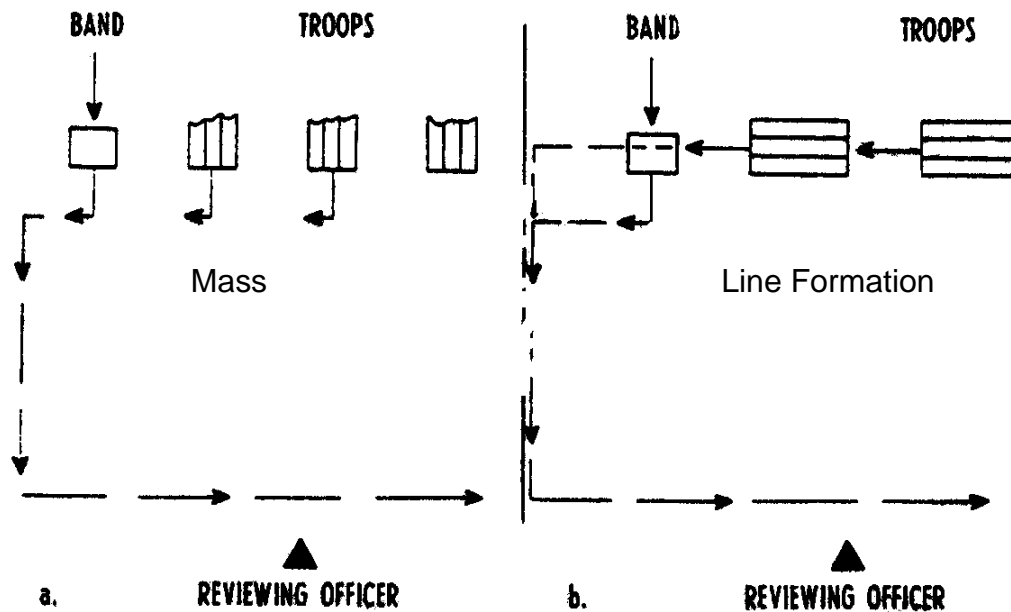 BAND TROOPS BAND TROOPS
Mass Line Formation
a. REVIEWING OFFICER b. REVIEWING OFFICER